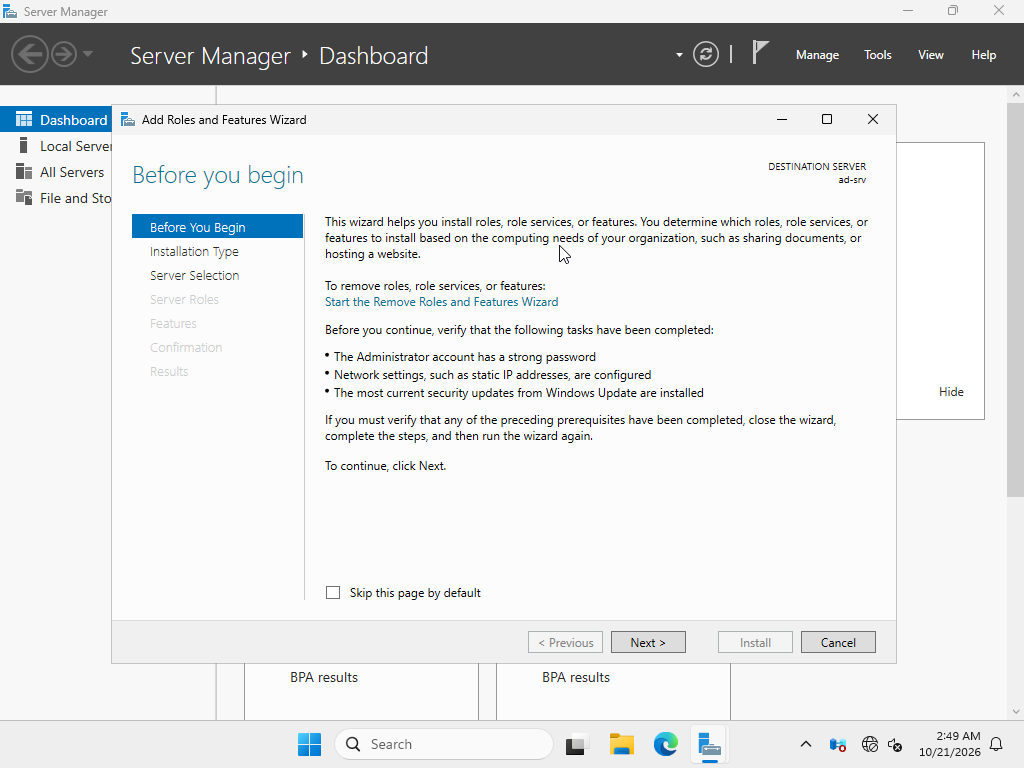 Server Manager
Server Manager
Dashboard
Manage
Tools
View
Help
Dashboard
Local Server
All Servers
File and Sto
Add Roles and Features Wizard
Before you begin
DESTINATION SERVER
ad-srv
Before You Begin
Installation Type
Server Selection
Server Roles
Features
Confirmation
Results
This wizard helps you install roles, role services, or features. You determine which roles, role services, or
features to install based on the computing needs of your organization, such as sharing documents, or
hosting a website.
To remove roles, role services, or features:
Start the Remove Roles and Features Wizard
Before you continue, verify that the following tasks have been completed:
• The Administrator account has a strong password
• Network settings, such as static IP addresses, are configured
• The most current security updates from Windows Update are installed
If you must verify that any of the preceding prerequisites have been completed, close the wizard,
complete the steps, and then run the wizard again.
To continue, click Next.
Skip this page by default
< Previous
Next >
Install
Cancel
Hide
BPA results
BPA results
Search
2:49 AM
10/21/2026